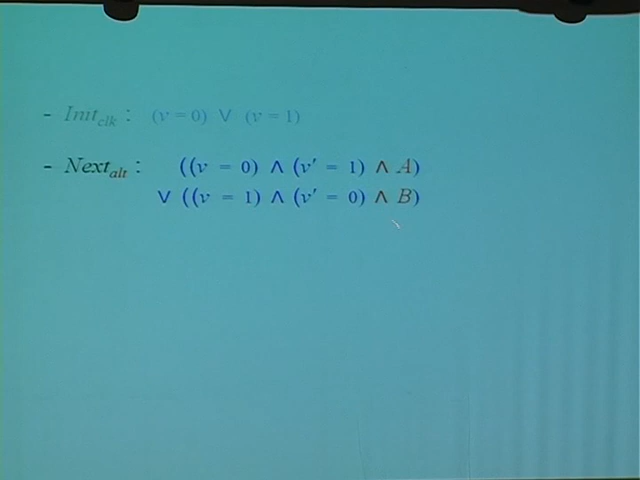 - Init_clk : (v = 0) ∨ (v = 1)
- Next_alt : ((v = 0) ∧ (v′ = 1) ∧ A)
∨ ((v = 1) ∧ (v′ = 0) ∧ B)